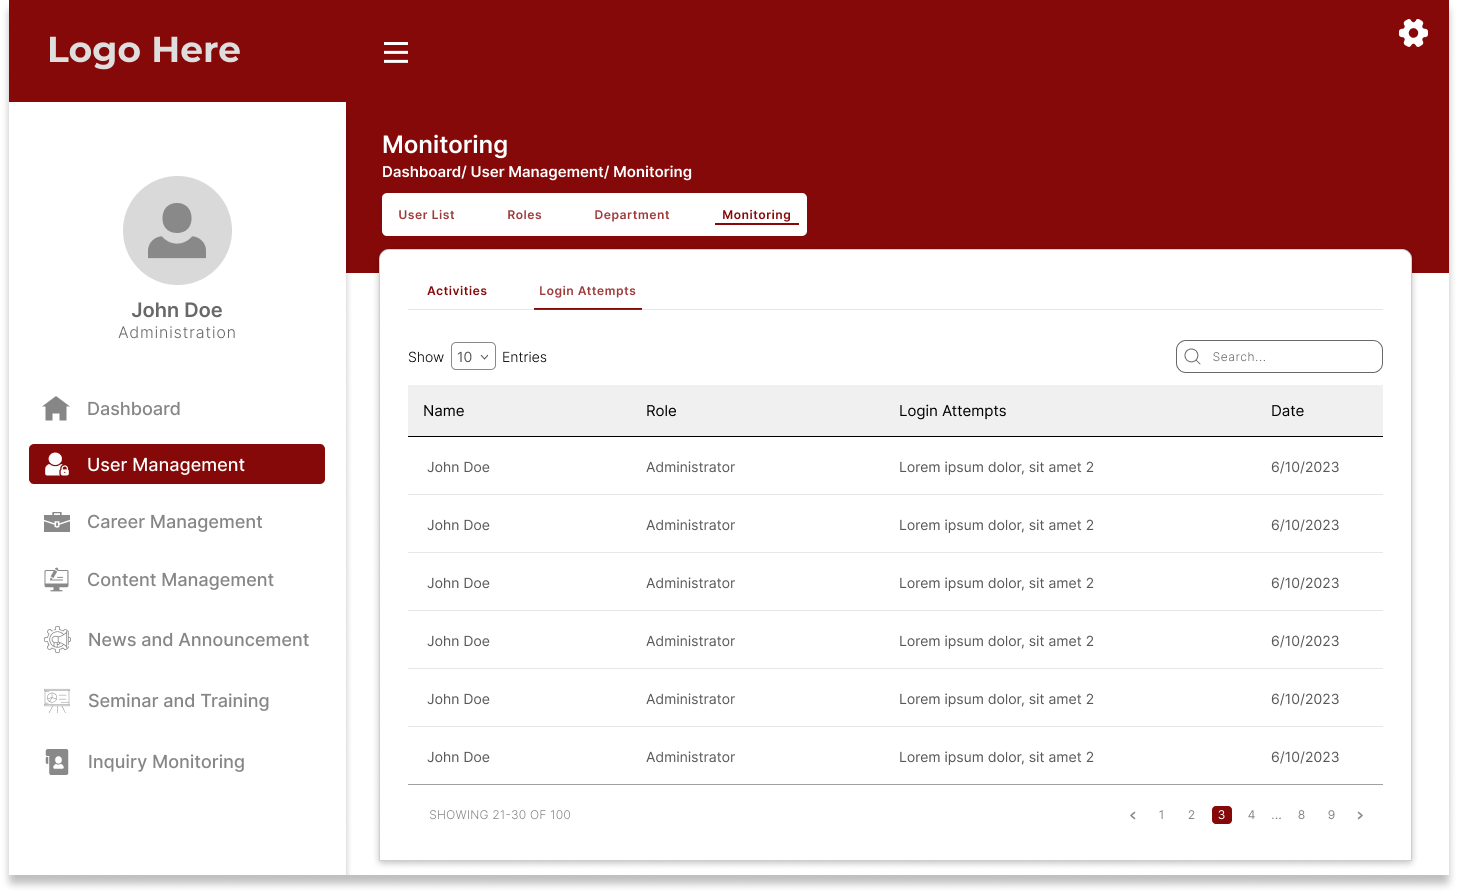 Logo Here
Monitoring
Dashboard/ User Management/ Monitoring
User List Roles Department Monitoring
John Doe
Administration
Dashboard
User Management
Career Management
Content Management
News and Announcement
Seminar and Training
Inquiry Monitoring
Activities Login Attempts
Show 10 Entries Search...
Name Role Login Attempts Date
John Doe Administrator Lorem ipsum dolor, sit amet 2 6/10/2023
John Doe Administrator Lorem ipsum dolor, sit amet 2 6/10/2023
John Doe Administrator Lorem ipsum dolor, sit amet 2 6/10/2023
John Doe Administrator Lorem ipsum dolor, sit amet 2 6/10/2023
John Doe Administrator Lorem ipsum dolor, sit amet 2 6/10/2023
John Doe Administrator Lorem ipsum dolor, sit amet 2 6/10/2023
SHOWING 21-30 OF 100 < 1 2 3 4 ... 8 9 >